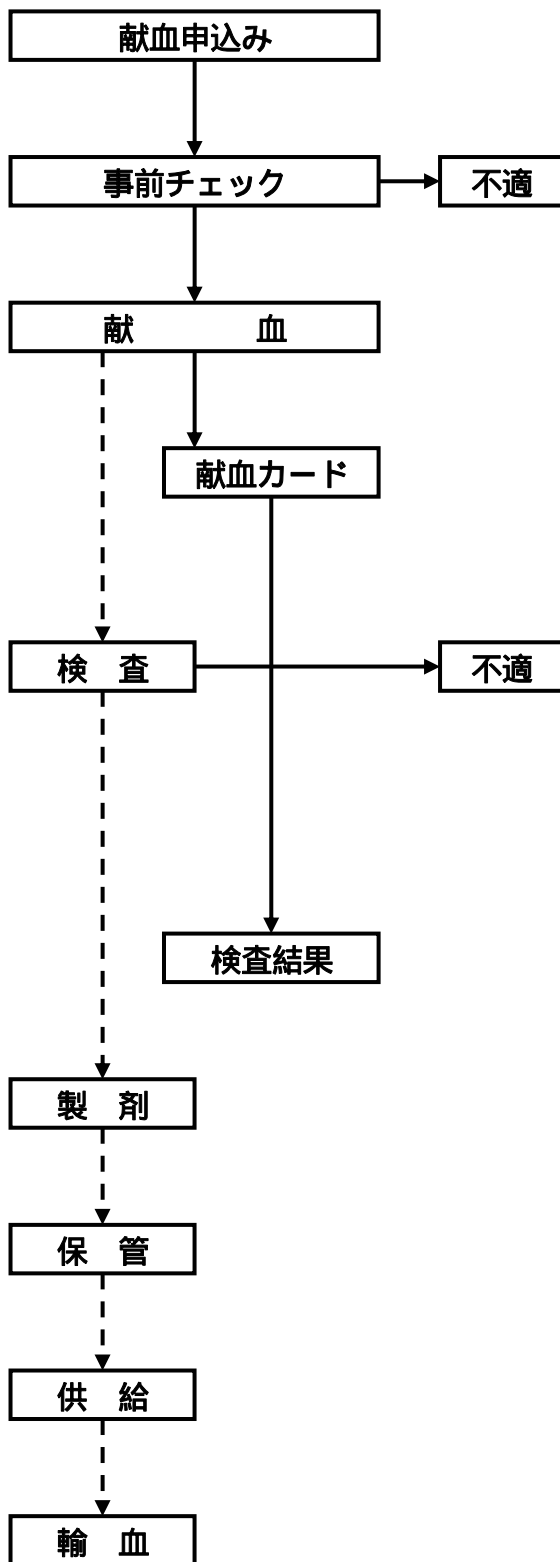 献血申込み
事前チェック
不適
献　血
献血カード
検　査
不適
検査結果
製　剤
保　管
供　給
輸　血